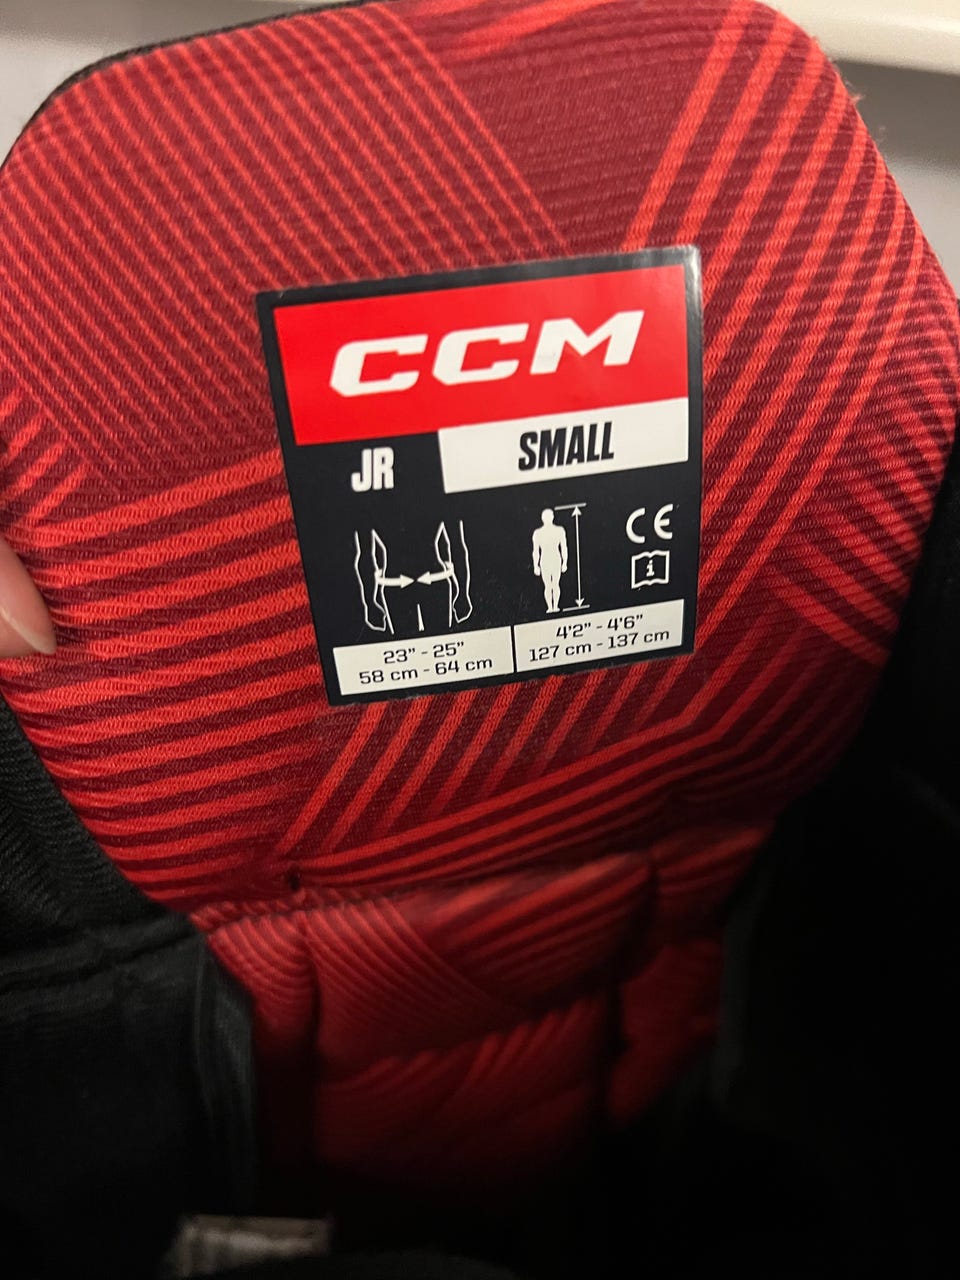 CCM
JR SMALL
CE
i
23" - 25"
58 cm - 64 cm
4'2" - 4'6"
127 cm - 137 cm